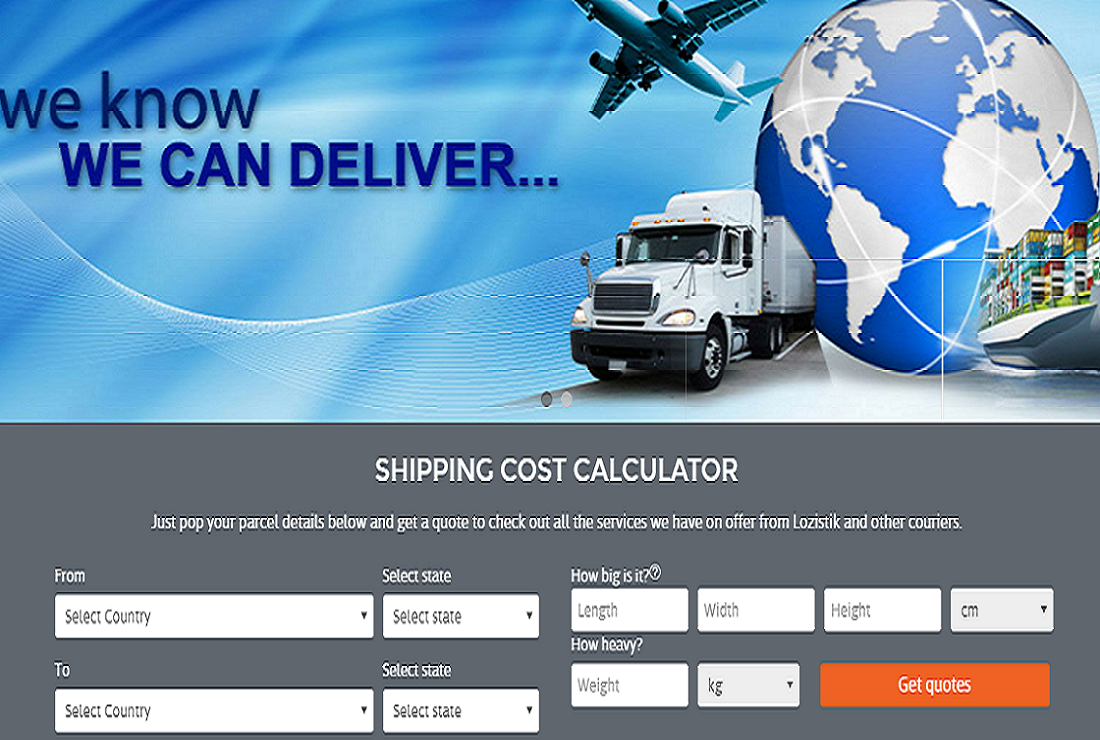 we know
WE CAN DELIVER...
SHIPPING COST CALCULATOR
Just pop your parcel details below and get a quote to check out all the services we have on offer from Lozistik and other couriers.
From
Select state
Select Country
Select state
To
Select state
Select Country
Select state
How big is it?
Length
Width
Height
cm
How heavy?
Weight
kg
Get quotes